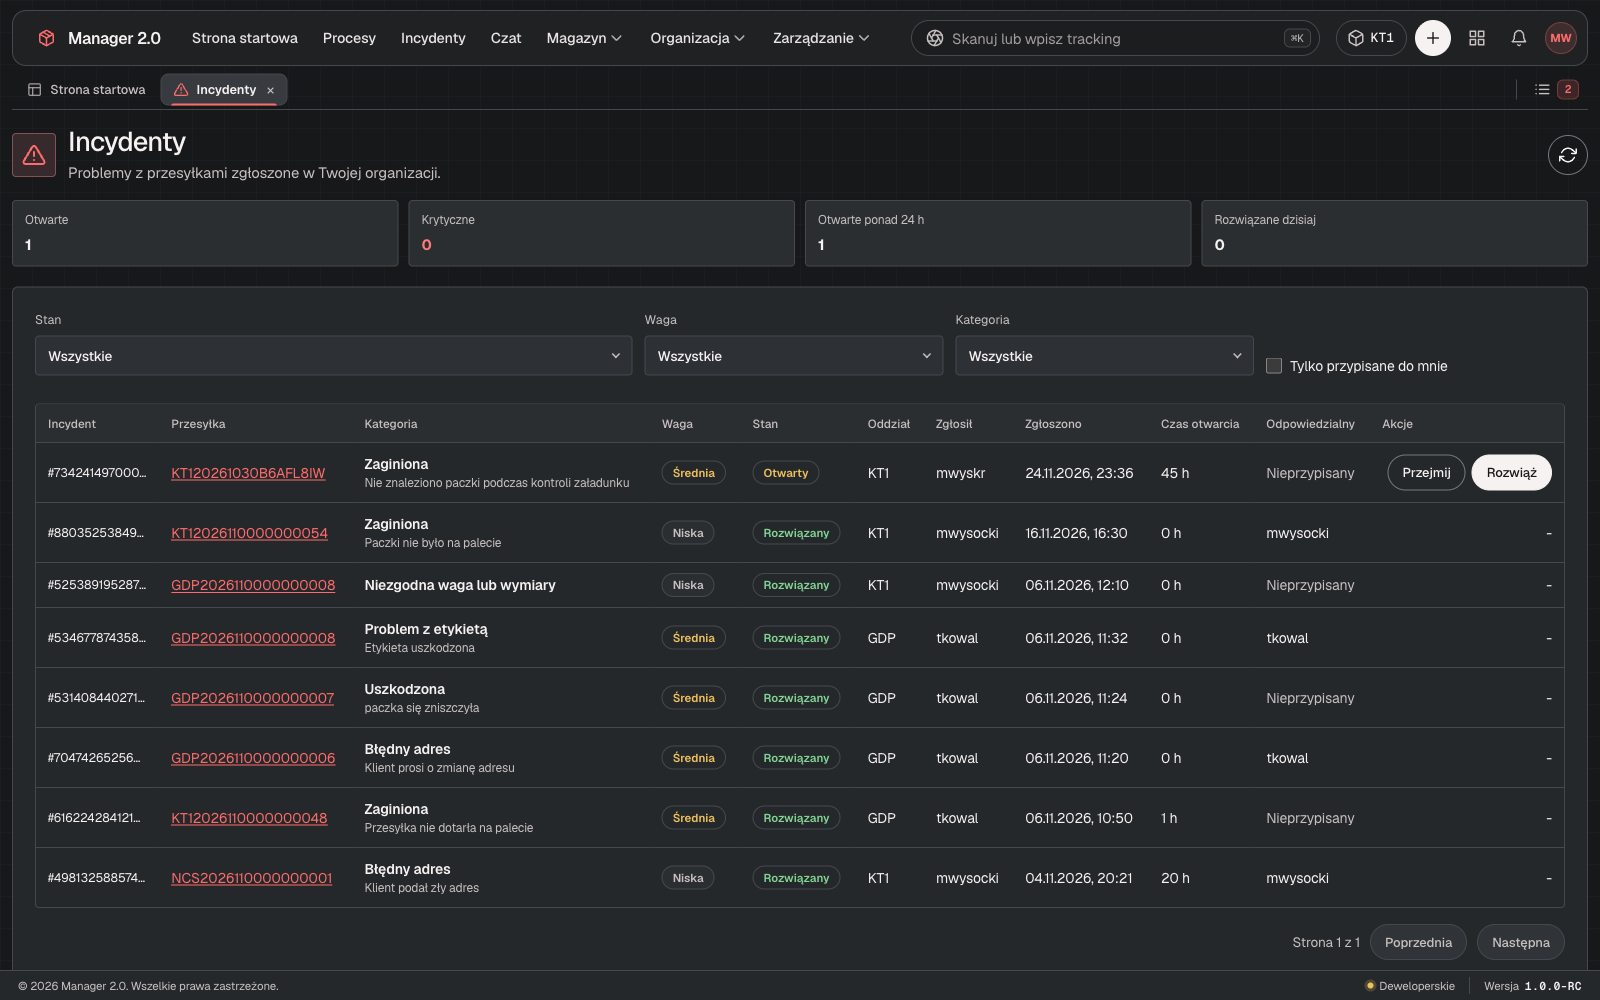 Manager 2.0 Strona startowa Procesy Incydenty Czat Magazyn Organizacja Zarządzanie Skanuj lub wpisz tracking ⌘K KT1 MW
Strona startowa Incydenty × 2
Incydenty
Problemy z przesyłkami zgłoszone w Twojej organizacji.
Otwarte Krytyczne Otwarte ponad 24 h Rozwiązane dzisiaj
1 0 1 0
Stan Waga Kategoria
Wszystkie Wszystkie Wszystkie Tylko przypisane do mnie
Incydent Przesyłka Kategoria Waga Stan Oddział Zgłosił Zgłoszono Czas otwarcia Odpowiedzialny Akcje
#734241497000... KT120261030B6AFL8IW Zaginiona Średnia Otwarty KT1 mwyskr 24.11.2026, 23:36 45 h Nieprzypisany Przejmij Rozwiąż
Nie znaleziono paczki podczas kontroli załadunku
#88035253849... KT12026110000000054 Zaginiona Niska Rozwiązany KT1 mwysocki 16.11.2026, 16:30 0 h mwysocki -
Paczki nie było na palecie
#525389195287... GDP2026110000000008 Niezgodna waga lub wymiary Niska Rozwiązany KT1 mwysocki 06.11.2026, 12:10 0 h Nieprzypisany -
#534677874358... GDP2026110000000008 Problem z etykietą Średnia Rozwiązany GDP tkowal 06.11.2026, 11:32 0 h tkowal -
Etykieta uszkodzona
#531408440271... GDP2026110000000007 Uszkodzona Średnia Rozwiązany GDP tkowal 06.11.2026, 11:24 0 h Nieprzypisany -
paczka się zniszczyła
#70474265256... GDP2026110000000006 Błędny adres Średnia Rozwiązany GDP tkowal 06.11.2026, 11:20 0 h tkowal -
Klient prosi o zmianę adresu
#616224284121... KT12026110000000048 Zaginiona Średnia Rozwiązany GDP tkowal 06.11.2026, 10:50 1 h Nieprzypisany -
Przesyłka nie dotarła na palecie
#498132588574... NCS2026110000000001 Błędny adres Niska Rozwiązany KT1 mwysocki 04.11.2026, 20:21 20 h mwysocki -
Klient podał zły adres
Strona 1 z 1 Poprzednia Następna
© 2026 Manager 2.0. Wszelkie prawa zastrzeżone. Deweloperskie Wersja 1.0.0-RC